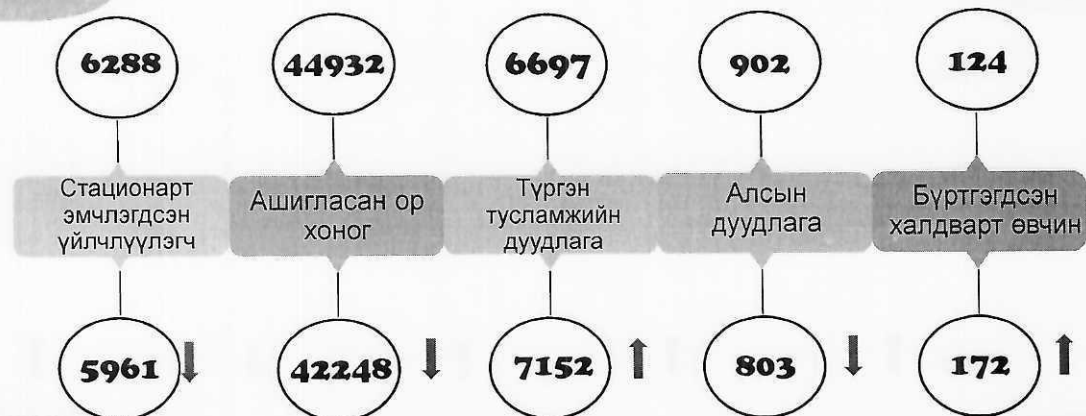 6288 44932 6697 902 124
Стационарт
эмчлэгдсэн
үйлчлүүлэгч
Ашигласан ор
хоног
Түргэн
тусламжийн
дуудлага
Алсын
дуудлага
Бүртгэгдсэн
халдварт өвчин
5961 42248 7152 803 172